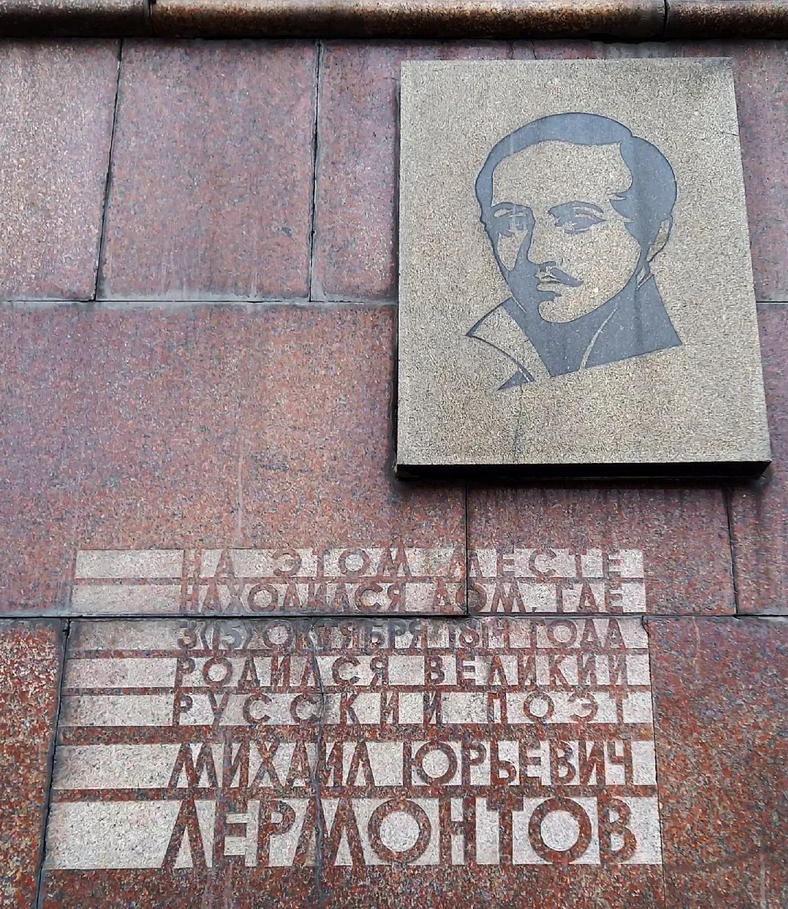 НА ЭТОМ МЕСТЕ
НАХОДИЛСЯ ДОМ, ГДЕ
3(15) ОКТЯБРЯ 1814 ГОДА
РОДИЛСЯ ВЕЛИКИЙ
РУССКИЙ ПОЭТ
МИХАИЛ ЮРЬЕВИЧ
ЛЕРМОНТОВ